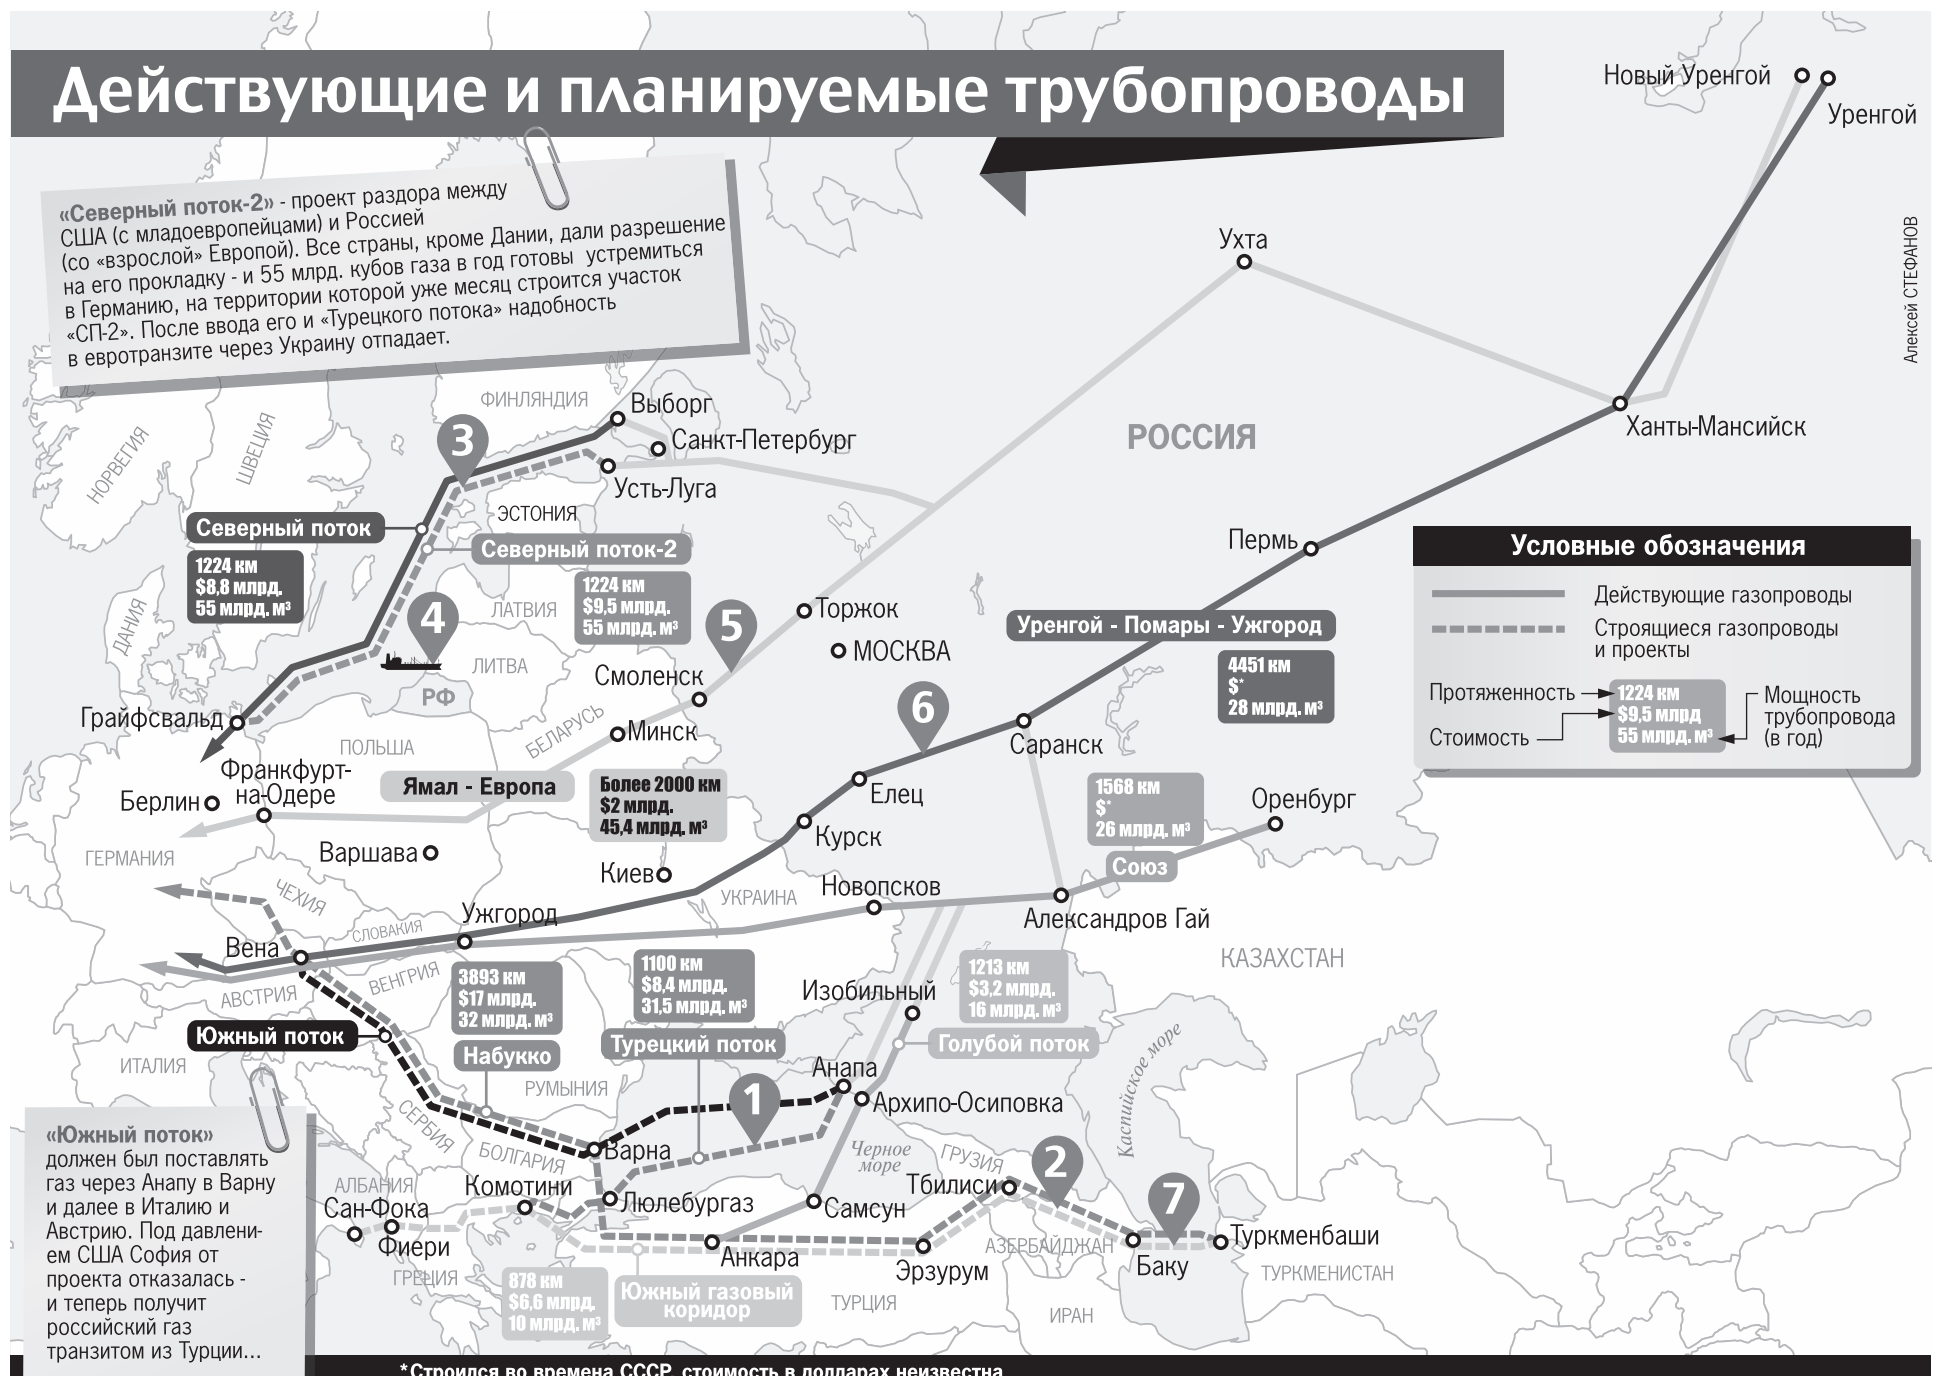 Действующие и планируемые трубопроводы
Новый Уренгой
Уренгой
Алексей СТЕФАНОВ
«Северный поток-2» - проект раздора между
США (с младоевропейцами) и Россией
(со «взрослой» Европой). Все страны, кроме Дании, дали разрешение
на его прокладку - и 55 млрд. кубов газа в год готовы устремиться
в Германию, на территории которой уже месяц строится участок
«СП-2». После ввода его и «Турецкого потока» надобность
в евротранзите через Украину отпадает.
Ухта
Ханты-Мансийск
РОССИЯ
ФИНЛЯНДИЯ
Выборг
Санкт-Петербург
Усть-Луга
НОРВЕГИЯ
ШВЕЦИЯ
3
ЭСТОНИЯ
Северный поток
1224 км
$8,8 млрд.
55 млрд. м³
Северный поток-2
1224 км
$9,5 млрд.
55 млрд. м³
ДАНИЯ
4
ЛАТВИЯ
5
ЛИТВА
РФ
Торжок
МОСКВА
Смоленск
Пермь
Уренгой - Помары - Ужгород
4451 км
$*
28 млрд. м³
Условные обозначения
Действующие газопроводы
Строящиеся газопроводы
и проекты
Протяженность
Стоимость
1224 км
$9,5 млрд
55 млрд. м³
Мощность
трубопровода
(в год)
Грайфсвальд
ПОЛЬША
БЕЛАРУСЬ
Минск
6
Саранск
Франкфурт-
на-Одере
Берлин
Ямал - Европа
Более 2000 км
$2 млрд.
45,4 млрд. м³
Елец
Курск
1568 км
$*
26 млрд. м³
Союз
Оренбург
ГЕРМАНИЯ
Варшава
Киев
ЧЕХИЯ
УКРАИНА
Новопсков
Ужгород
Александров Гай
СЛОВАКИЯ
Вена
КАЗАХСТАН
АВСТРИЯ
ВЕНГРИЯ
3893 км
$17 млрд.
32 млрд. м³
Набукко
1100 км
$8,4 млрд.
31,5 млрд. м³
Турецкий поток
Изобильный
1213 км
$3,2 млрд.
16 млрд. м³
Голубой поток
Южный поток
ИТАЛИЯ
РУМЫНИЯ
Анапа
1
Архипо-Осиповка
Каспийское море
СЕРБИЯ
БОЛГАРИЯ
Варна
Черное
море
ГРУЗИЯ
Тбилиси
2
7
«Южный поток»
должен был поставлять
газ через Анапу в Варну
и далее в Италию и
Австрию. Под давлени-
ем США София от
проекта отказалась -
и теперь получит
российский газ
транзитом из Турции...
АЛБАНИЯ
Сан-Фока
Фиери
ГРЕЦИЯ
Комотини
Люлебургаз
Самсун
Анкара
Эрзурум
АЗЕРБАЙДЖАН
Баку
Туркменбаши
ТУРКМЕНИСТАН
878 км
$6,6 млрд.
10 млрд. м³
Южный газовый
коридор
ТУРЦИЯ
ИРАН
* Строился во времена СССР, стоимость в долларах неизвестна